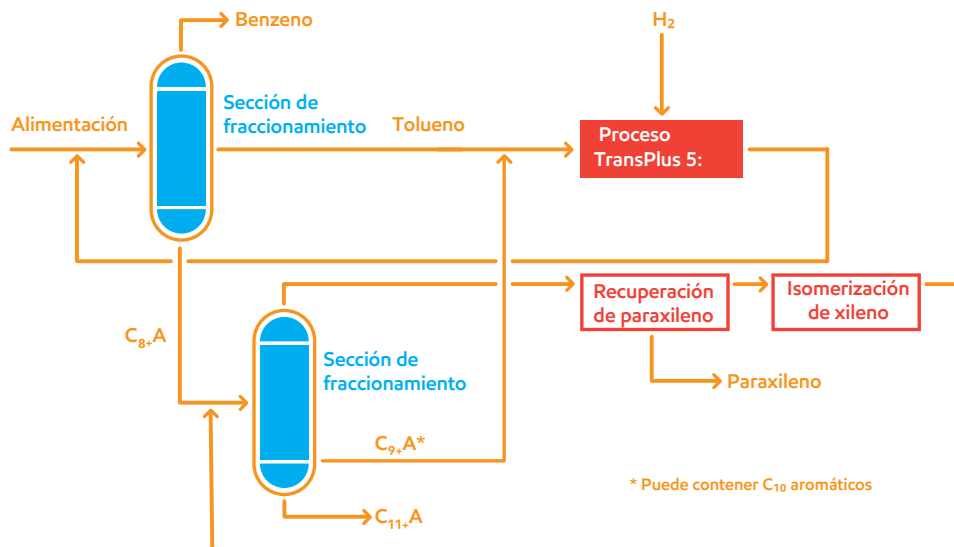 Benzeno
H₂
Alimentación
Sección de
fraccionamiento
Tolueno
Proceso
TransPlus 5:
Recuperación
de paraxileno
Isomerización
de xileno
C₈₊A
Sección de
fraccionamiento
Paraxileno
C₉₊A*
* Puede contener C₁₀ aromáticos
C₁₁₊A